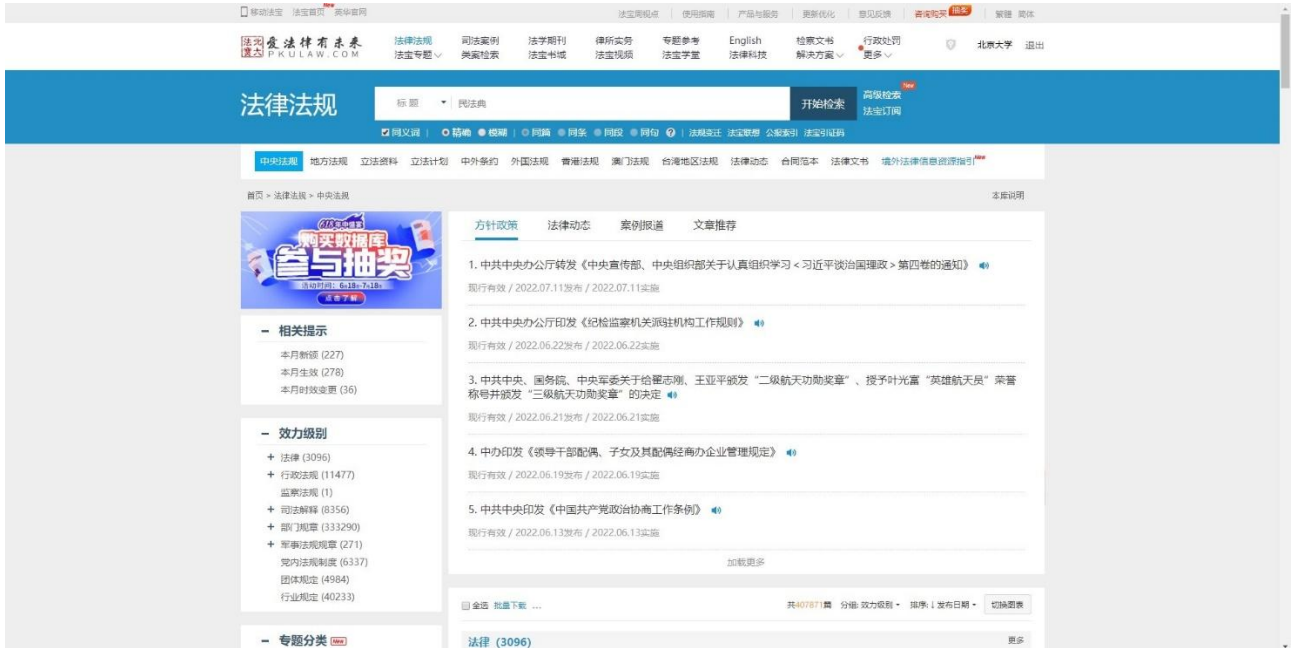 移动法宝 法宝首页 New 英华官网
法宝周视点 使用指南 产品与服务 更新优化 意见反馈 咨询购买 抽奖 繁體 简体
法律法规 司法案例 法学期刊 律所实务 专题参考 English 检察文书 行政处罚
爱法律有未来
PKULAW.COM
法宝专题 类案检索 法宝书城 法宝视频 法宝学堂 法律科技 解决方案 更多
北京大学 退出
法律法规
标题 民法典 开始检索 高级检索 New
法宝订阅
同义词 精确 模糊 同篇 同条 同段 同句 法规变迁 法宝联想 公报索引 法宝引证码
中央法规 地方法规 立法资料 立法计划 中外条约 外国法规 香港法规 澳门法规 台湾地区法规 法律动态 合同范本 法律文书 境外法律信息资源指引 New
首页 > 法律法规 > 中央法规 本库说明
购买数据库
参与抽奖
活动时间：6月18日-7月18日
点击了解
方针政策 法律动态 案例报道 文章推荐
1. 中共中央办公厅转发《中央宣传部、中央组织部关于认真组织学习<习近平谈治国理政>第四卷的通知》
现行有效 / 2022.07.11发布 / 2022.07.11实施
2. 中共中央办公厅印发《纪检监察机关派驻机构工作规则》
现行有效 / 2022.06.22发布 / 2022.06.22实施
3. 中共中央、国务院、中央军委关于给翟志刚、王亚平颁发“二级航天功勋奖章”、授予叶光富“英雄航天员”荣誉
称号并颁发“三级航天功勋奖章”的决定
现行有效 / 2022.06.21发布 / 2022.06.21实施
4. 中办印发《领导干部配偶、子女及其配偶经商办企业管理规定》
现行有效 / 2022.06.19发布 / 2022.06.19实施
5. 中共中央印发《中国共产党政治协商工作条例》
现行有效 / 2022.06.13发布 / 2022.06.13实施
加载更多
相关提示
本月新颁 (227)
本月生效 (278)
本月时效变更 (36)
效力级别
法律 (3096)
行政法规 (11477)
监察法规 (1)
司法解释 (8356)
部门规章 (333290)
军事法规规章 (271)
党内法规制度 (6337)
团体规定 (4984)
行业规定 (40233)
专题分类 New
全选 批量下载 ...
共407871篇 分组: 效力级别 排序:↓发布日期 切换图表
法律 (3096) 更多